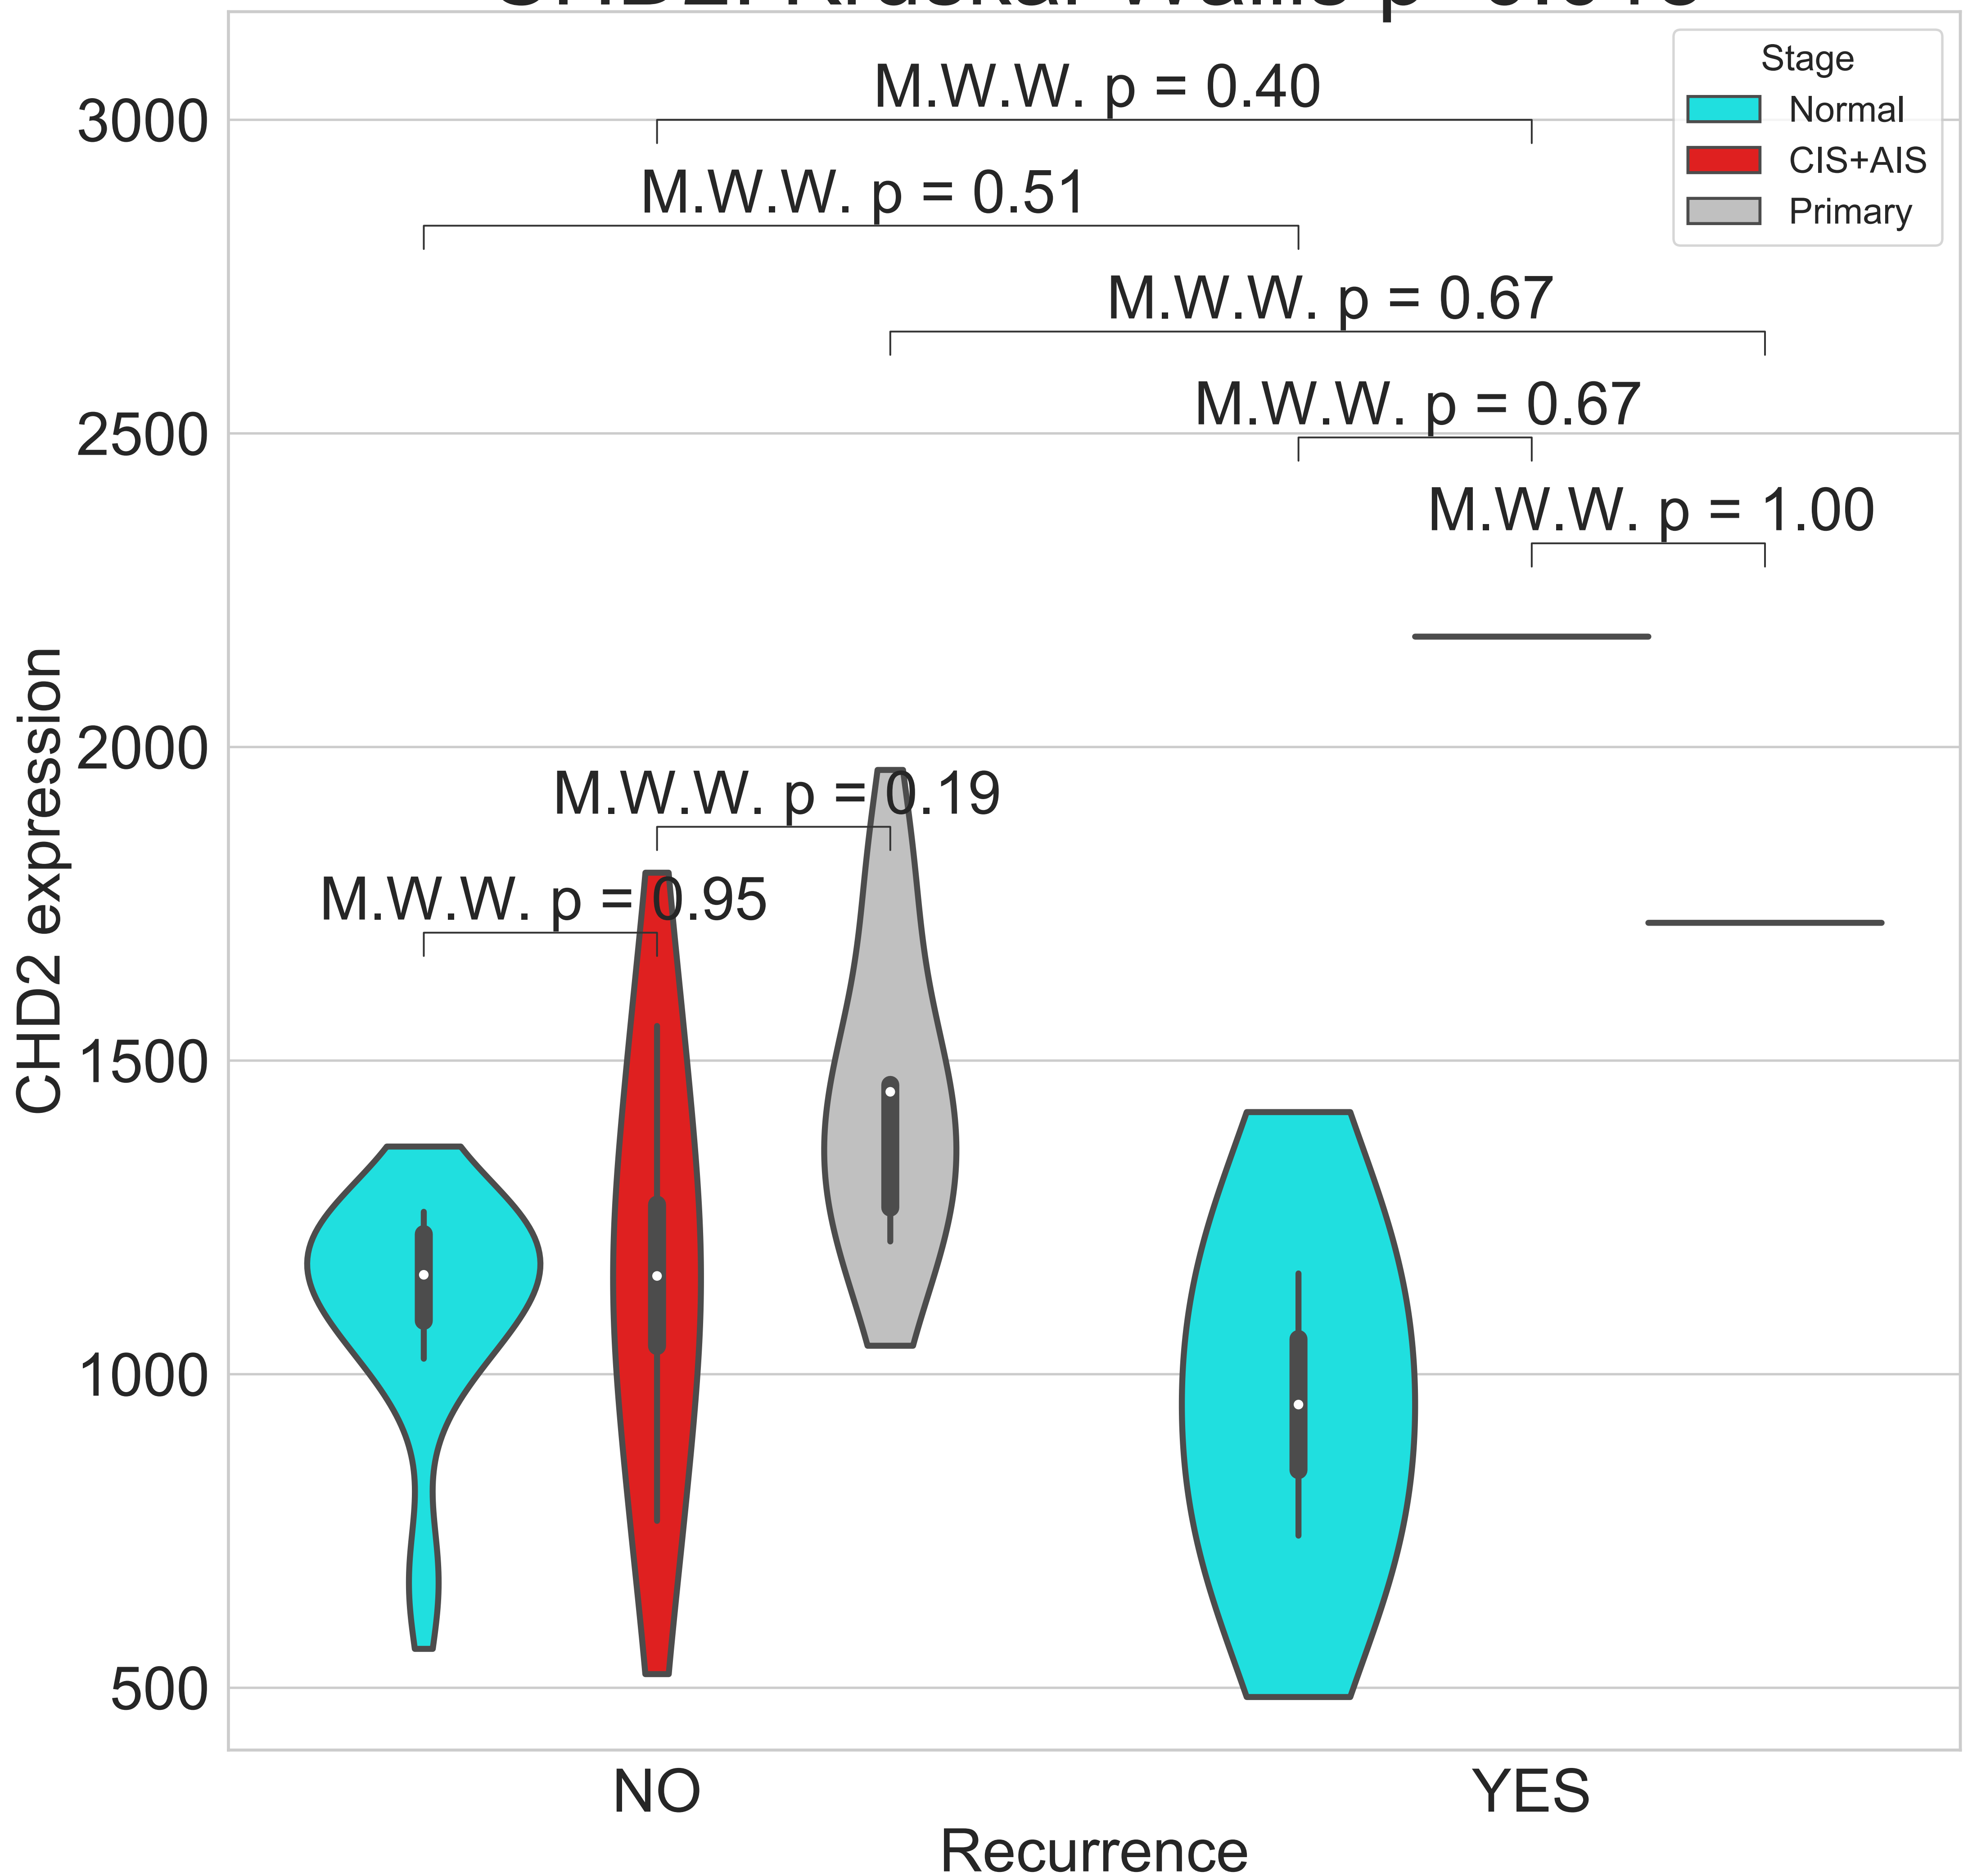 Stage
Normal
CIS+AIS
Primary
M.W.W. p = 0.40
M.W.W. p = 0.51
M.W.W. p = 0.67
M.W.W. p = 0.67
M.W.W. p = 1.00
M.W.W. p = 0.19
M.W.W. p = 0.95
3000
2500
2000
1500
1000
500
CHD2 expression
NO
YES
Recurrence